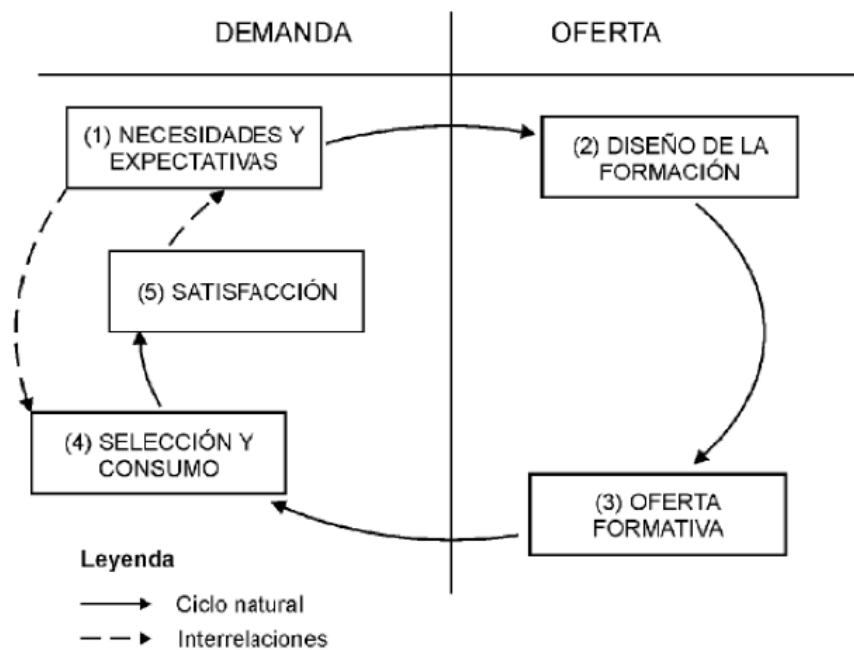 DEMANDA
OFERTA
(1) NECESIDADES Y
EXPECTATIVAS
(2) DISEÑO DE LA
FORMACIÓN
(5) SATISFACCIÓN
(4) SELECCIÓN Y
CONSUMO
(3) OFERTA
FORMATIVA
Leyenda
Ciclo natural
Interrelaciones